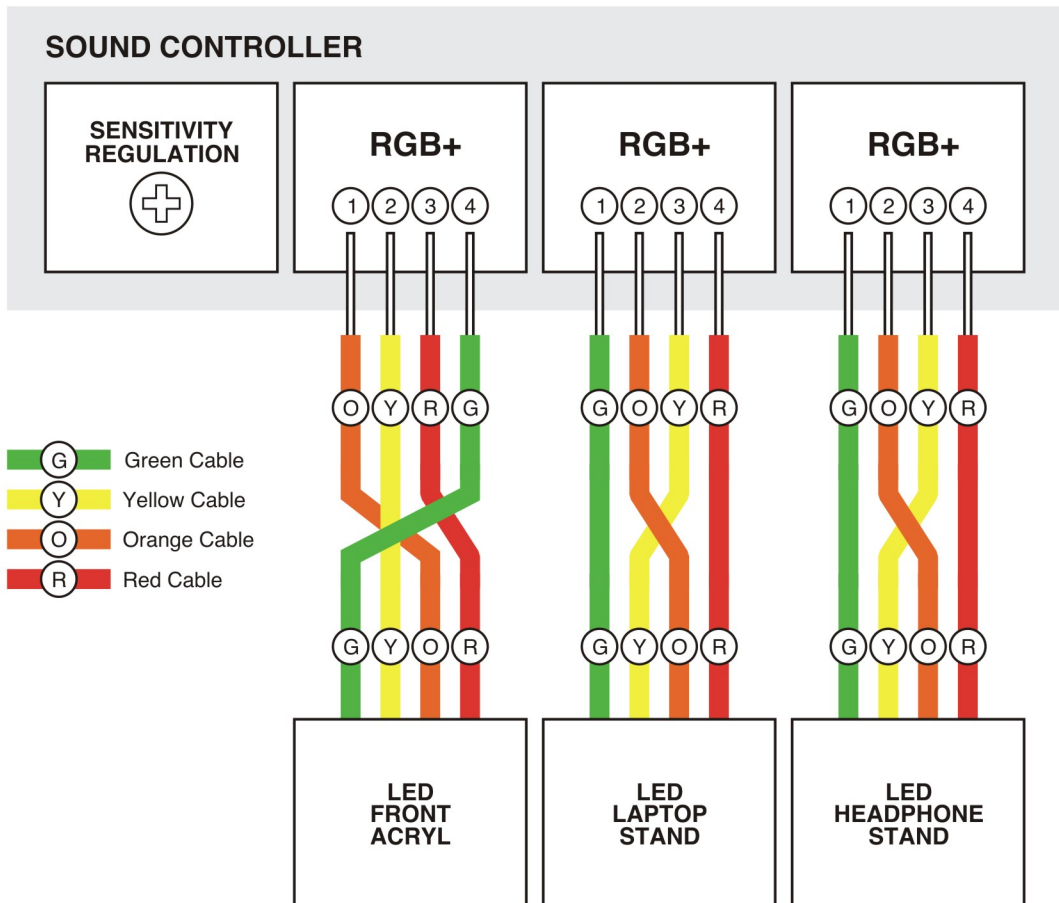 SOUND CONTROLLER
SENSITIVITY
REGULATION
RGB+
1 2 3 4
RGB+
1 2 3 4
RGB+
1 2 3 4
O Y R G
G O Y R
G O Y R
G Green Cable
Y Yellow Cable
O Orange Cable
R Red Cable
G Y O R
G Y O R
G Y O R
LED
FRONT
ACRYL
LED
LAPTOP
STAND
LED
HEADPHONE
STAND